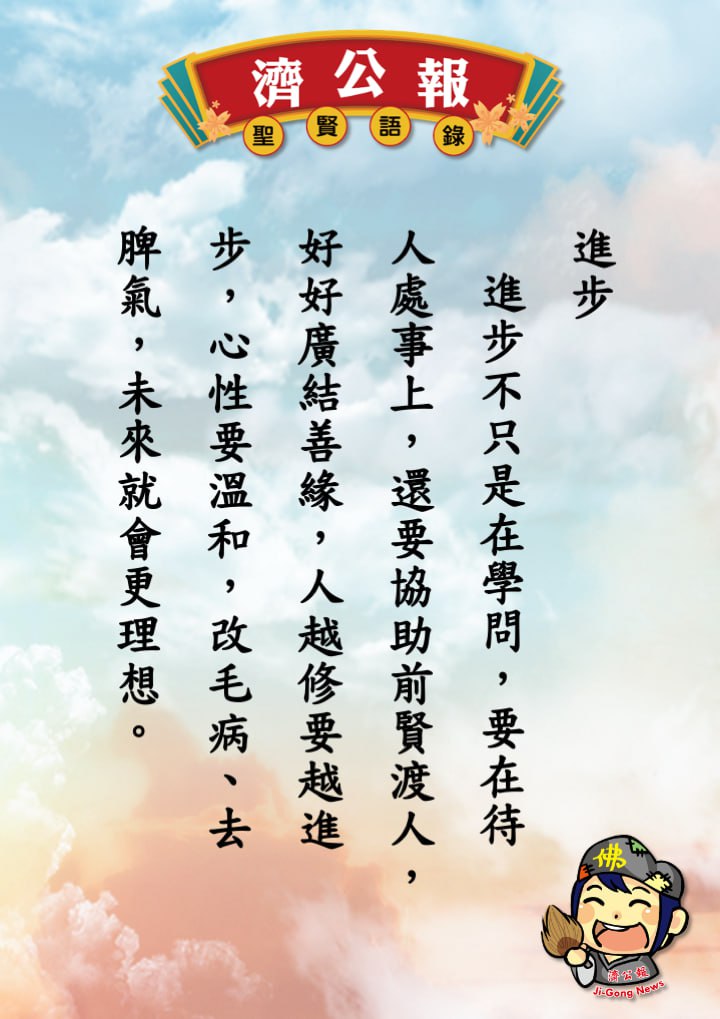 濟公報
聖賢語錄
進步
進步不只是在學問，要在待
人處事上，還要協助前賢渡人，
好好廣結善緣，人越修要越進
步，心性要溫和，改毛病、去
脾氣，未來就會更理想。
佛
濟公報
Ji-Gong News